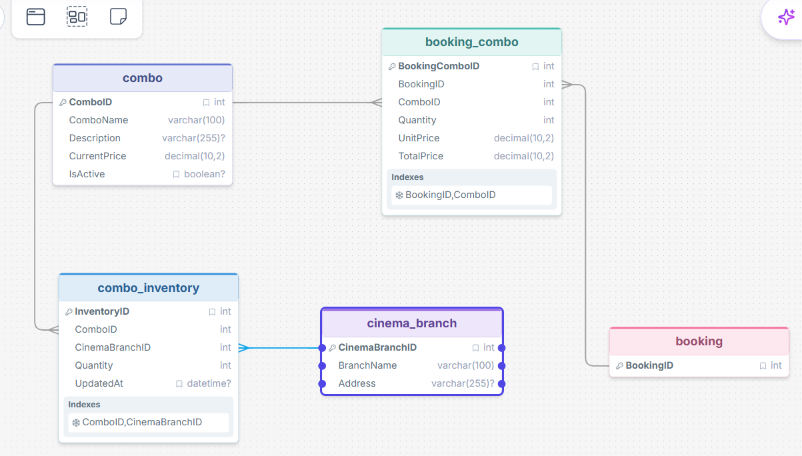 combo
ComboID int
ComboName varchar(100)
Description varchar(255)?
CurrentPrice decimal(10,2)
IsActive boolean?
booking_combo
BookingComboID int
BookingID int
ComboID int
Quantity int
UnitPrice decimal(10,2)
TotalPrice decimal(10,2)
Indexes
BookingID,ComboID
combo_inventory
InventoryID int
ComboID int
CinemaBranchID int
Quantity int
UpdatedAt datetime?
Indexes
ComboID,CinemaBranchID
cinema_branch
CinemaBranchID int
BranchName varchar(100)
Address varchar(255)?
booking
BookingID int